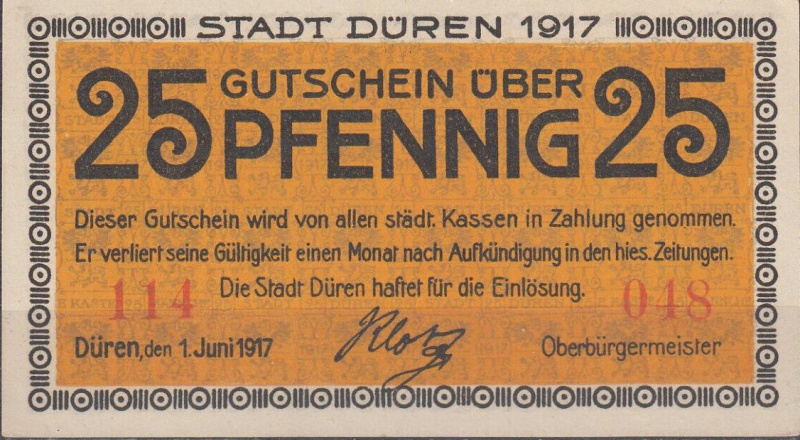 STADT DÜREN 1917
25 GUTSCHEIN ÜBER 25
PFENNIG
Dieser Gutschein wird von allen städt. Kassen in Zahlung genommen.
Er verliert seine Gültigkeit einen Monat nach Aufkündigung in den hies. Zeitungen.
Die Stadt Düren haftet für die Einlösung.
114 048
Düren, den 1. Juni 1917 Klotz Oberbürgermeister